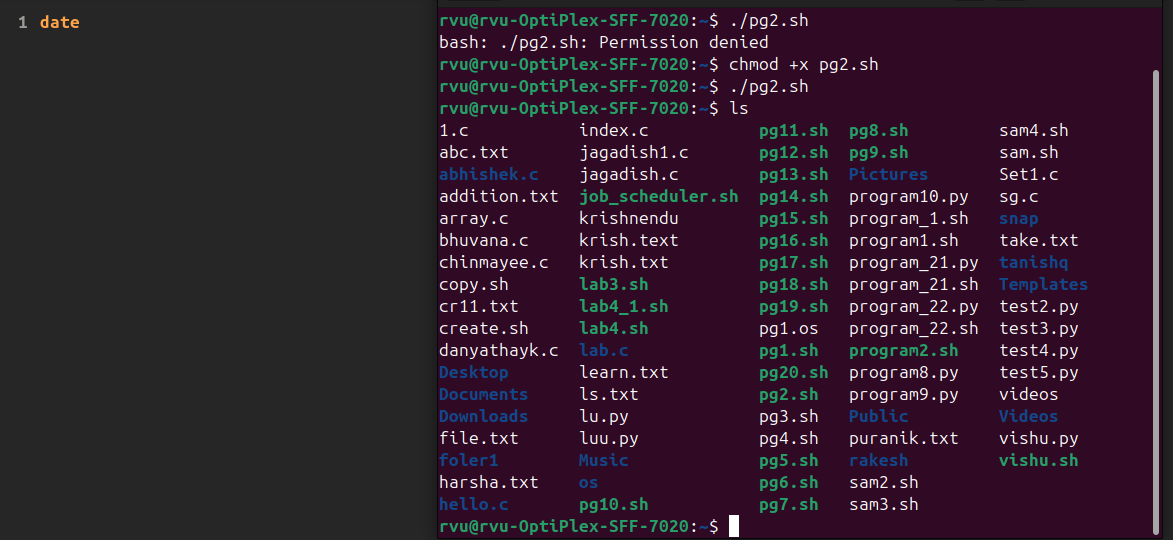 1 date
rvu@rvu-OptiPlex-SFF-7020:~$ ./pg2.sh
bash: ./pg2.sh: Permission denied
rvu@rvu-OptiPlex-SFF-7020:~$ chmod +x pg2.sh
rvu@rvu-OptiPlex-SFF-7020:~$ ./pg2.sh
rvu@rvu-OptiPlex-SFF-7020:~$ ls
1.c index.c pg11.sh pg8.sh sam4.sh
abc.txt jagadish1.c pg12.sh pg9.sh sam.sh
abhishek.c jagadish.c pg13.sh Pictures Set1.c
addition.txt job_scheduler.sh pg14.sh program10.py sg.c
array.c krishnendu pg15.sh program_1.sh snap
bhuvana.c krish.text pg16.sh program1.sh take.txt
chinmayee.c krish.txt pg17.sh program_21.py tanishq
copy.sh lab3.sh pg18.sh program_21.sh Templates
cr11.txt lab4_1.sh pg19.sh program_22.py test2.py
create.sh lab4.sh pg1.os program_22.sh test3.py
danyathayk.c lab.c pg1.sh program2.sh test4.py
Desktop learn.txt pg20.sh program8.py test5.py
Documents ls.txt pg2.sh program9.py videos
Downloads lu.py pg3.sh Public Videos
file.txt luu.py pg4.sh puranik.txt vishu.py
foler1 Music pg5.sh rakesh vishu.sh
harsha.txt os pg6.sh sam2.sh
hello.c pg10.sh pg7.sh sam3.sh
rvu@rvu-OptiPlex-SFF-7020:~$